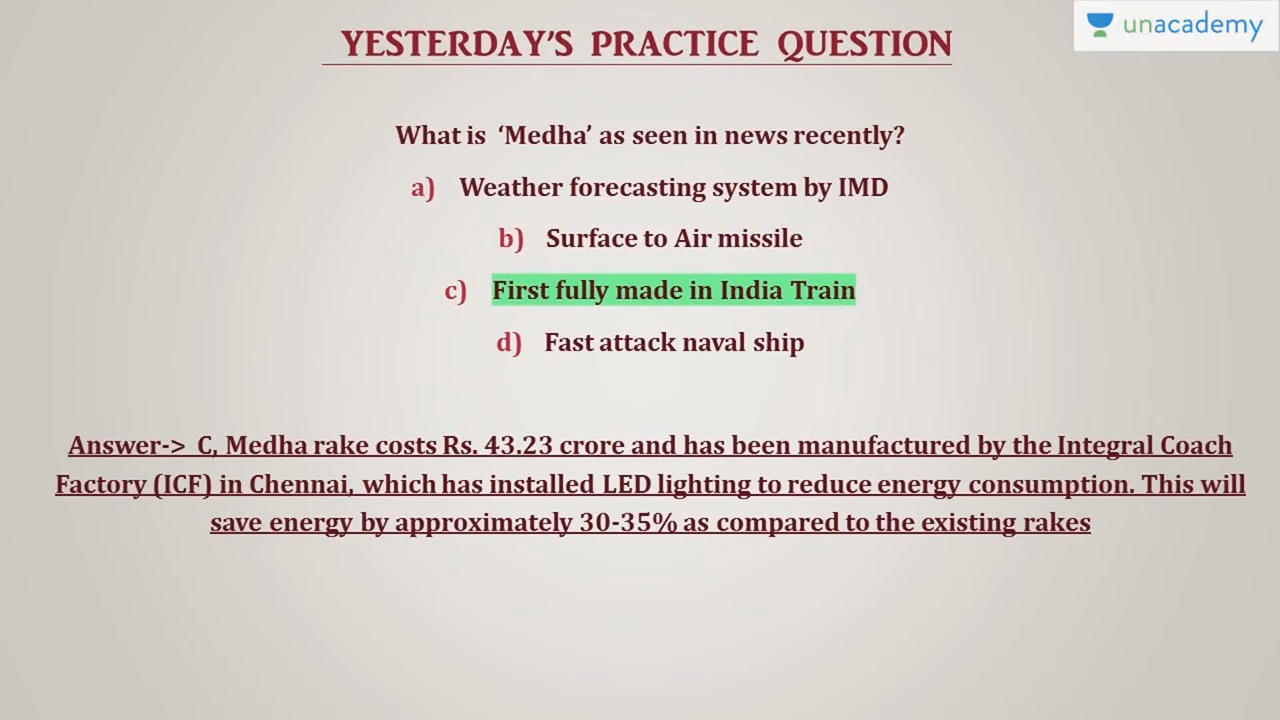 YESTERDAY'S PRACTICE QUESTION
unacademy
What is ‘Medha’ as seen in news recently?
a) Weather forecasting system by IMD
b) Surface to Air missile
c) First fully made in India Train
d) Fast attack naval ship
Answer-> C, Medha rake costs Rs. 43.23 crore and has been manufactured by the Integral Coach
Factory (ICF) in Chennai, which has installed LED lighting to reduce energy consumption. This will
save energy by approximately 30-35% as compared to the existing rakes